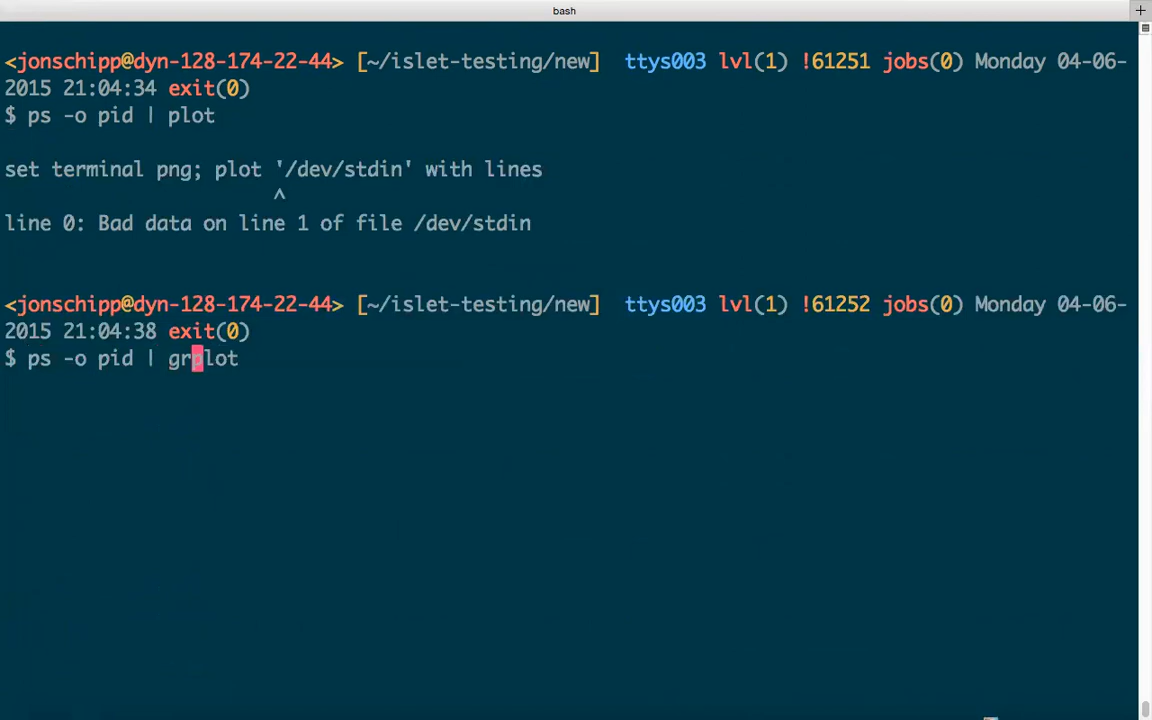 bash
<jonschipp@dyn-128-174-22-44> [~/islet-testing/new]  ttys003 lvl(1) !61251 jobs(0) Monday 04-06-
2015 21:04:34 exit(0)
$ ps -o pid | plot
set terminal png; plot '/dev/stdin' with lines
^
line 0: Bad data on line 1 of file /dev/stdin
<jonschipp@dyn-128-174-22-44> [~/islet-testing/new]  ttys003 lvl(1) !61252 jobs(0) Monday 04-06-
2015 21:04:38 exit(0)
$ ps -o pid | grplot